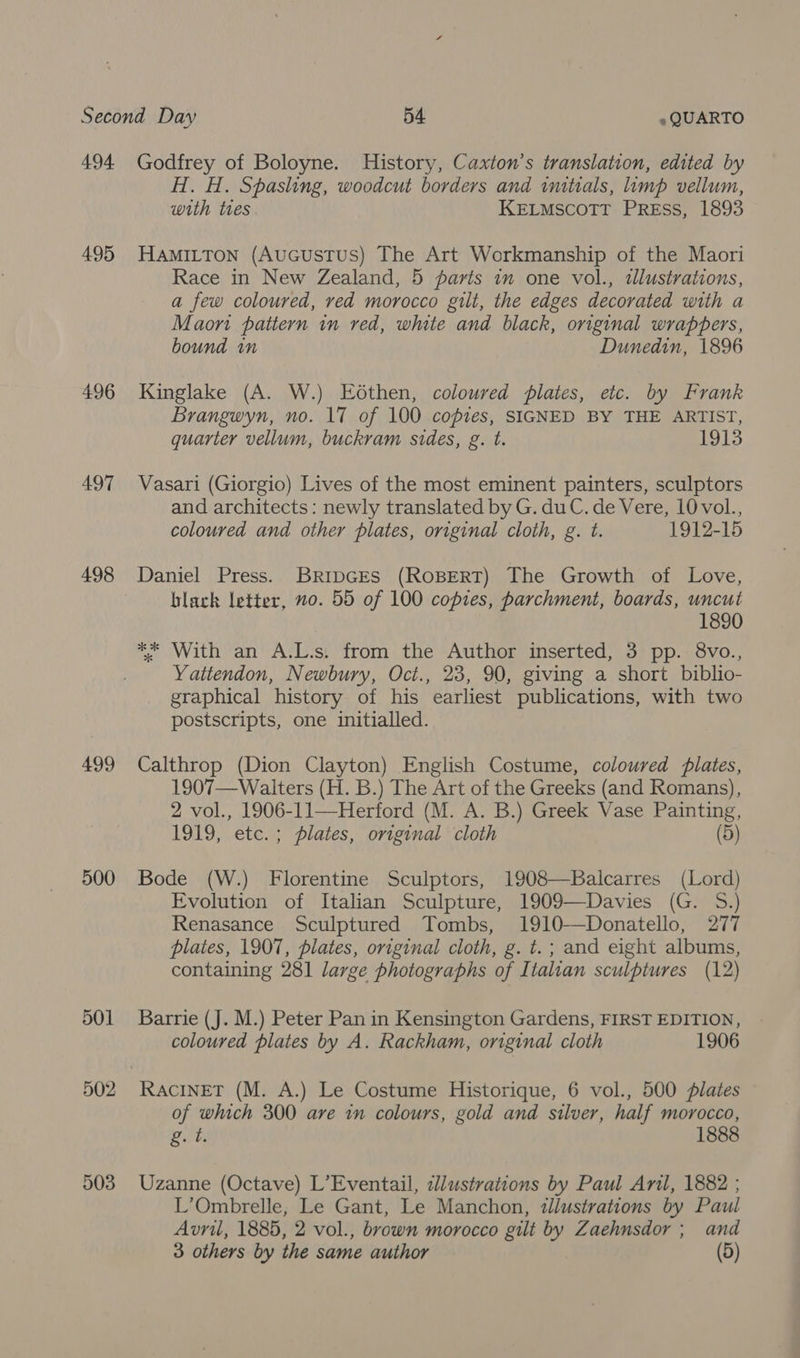 Second Day 54 QUARTO
494 Godfrey of Boloyne. History, Caxton's translation, edited by
H. H. Spasling, woodcut borders and initials, limp vellum,
with ties KELMSCOTT PRESS, 1893
495 HAMILTON (AUGUSTUS) The Art Workmanship of the Maori
Race in New Zealand, 5 parts in one vol., illustrations,
a few coloured, red morocco gilt, the edges decorated with a
Maori pattern in red, white and black, original wrappers,
bound in Dunedin, 1896
496 Kinglake (A. W.) Eöthen, coloured plates, etc. by Frank
Brangwyn, no. 17 of 100 copies, SIGNED BY THE ARTIST,
quarter vellum, buckram sides, g. t. 1913
497 Vasari (Giorgio) Lives of the most eminent painters, sculptors
and architects: newly translated by G. du C. de Vere, 10 vol.,
coloured and other plates, original cloth, g. t. 1912-15
498 Daniel Press. BRIDGES (ROBERT) The Growth of Love,
black letter, no. 55 of 100 copies, parchment, boards, uncut
1890
*** With an A.L.s. from the Author inserted, 3 pp. 8vo.,
Yattendon, Newbury, Oct., 23, 90, giving a short biblio-
graphical history of his earliest publications, with two
postscripts, one initialled.
499 Calthrop (Dion Clayton) English Costume, coloured plates,
1907—Walters (H. B.) The Art of the Greeks (and Romans),
2 vol., 1906-11—Herford (M. A. B.) Greek Vase Painting,
1919, etc.; plates, original cloth (5)
500 Bode (W.) Florentine Sculptors, 1908—Balcarres (Lord)
Evolution of Italian Sculpture, 1909—Davies (G. S.)
Renasance Sculptured Tombs, 1910—Donatello, 277
plates, 1907, plates, original cloth, g. t.; and eight albums,
containing 281 large photographs of Italian sculptures (12)
501 Barrie (J. M.) Peter Pan in Kensington Gardens, FIRST EDITION,
coloured plates by A. Rackham, original cloth 1906
502 RACINET (M. A.) Le Costume Historique, 6 vol., 500 plates
of which 300 are in colours, gold and silver, half morocco,
g. t. 1888
503 Uzanne (Octave) L'Eventail, illustrations by Paul Aril, 1882;
L'Ombrelle, Le Gant, Le Manchon, illustrations by Paul
Avril, 1885, 2 vol., brown morocco gilt by Zaehnsdor; and
3 others by the same author (5)